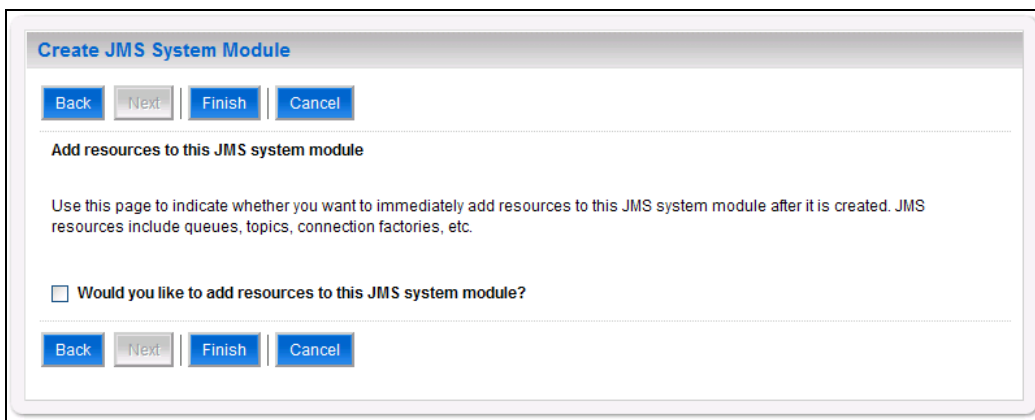 Create JMS System Module
Back Next Finish Cancel
Add resources to this JMS system module
Use this page to indicate whether you want to immediately add resources to this JMS system module after it is created. JMS
resources include queues, topics, connection factories, etc.
Would you like to add resources to this JMS system module?
Back Next Finish Cancel